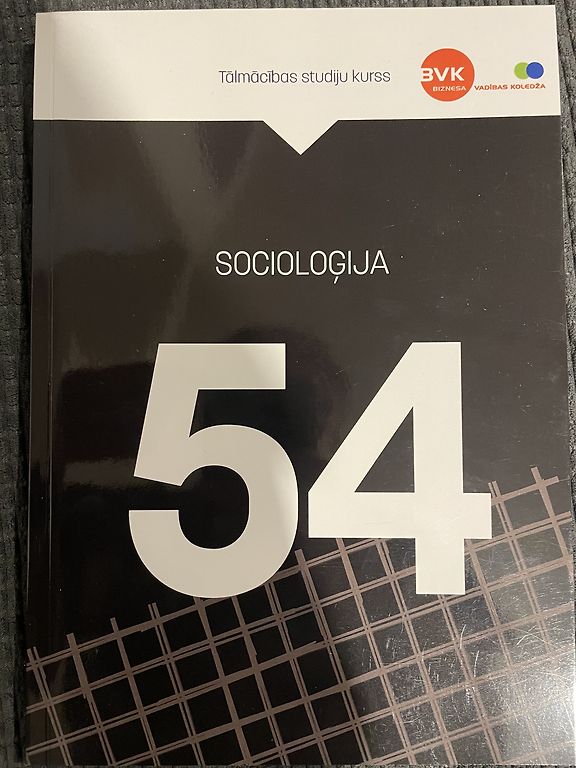 Tālmācības studiju kurss
BVK
BIZNESA
VADĪBAS KOLEDŽA
SOCIOLOĢIJA
54